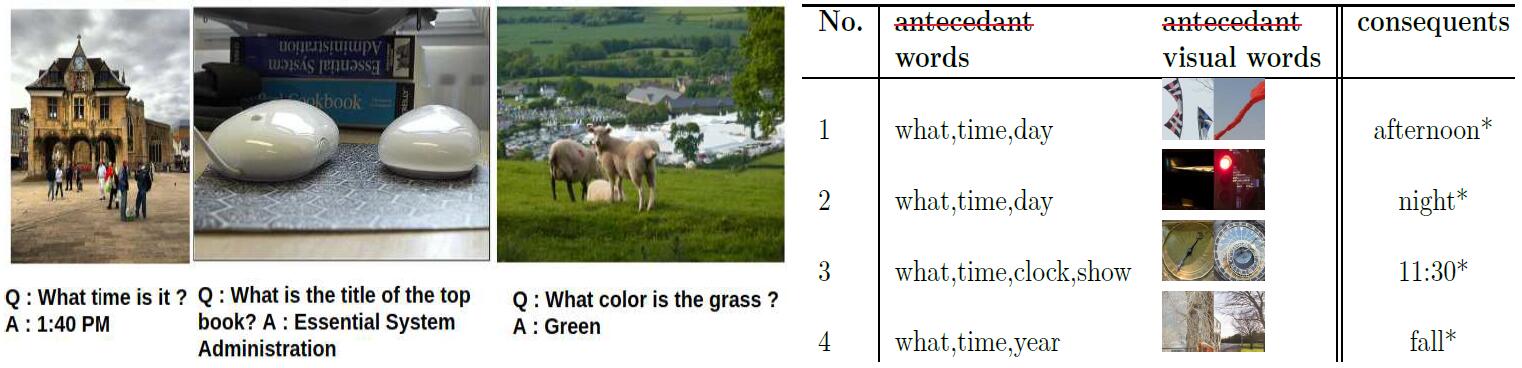 Essential System
Administration
Cookbook
O'REILLY
Q : What time is it ?
A : 1:40 PM
Q : What is the title of the top
book? A : Essential System
Administration
Q : What color is the grass ?
A : Green
No. antecedant antecedant consequents
words visual words
1 what,time,day afternoon*
2 what,time,day night*
3 what,time,clock,show 11:30*
4 what,time,year fall*